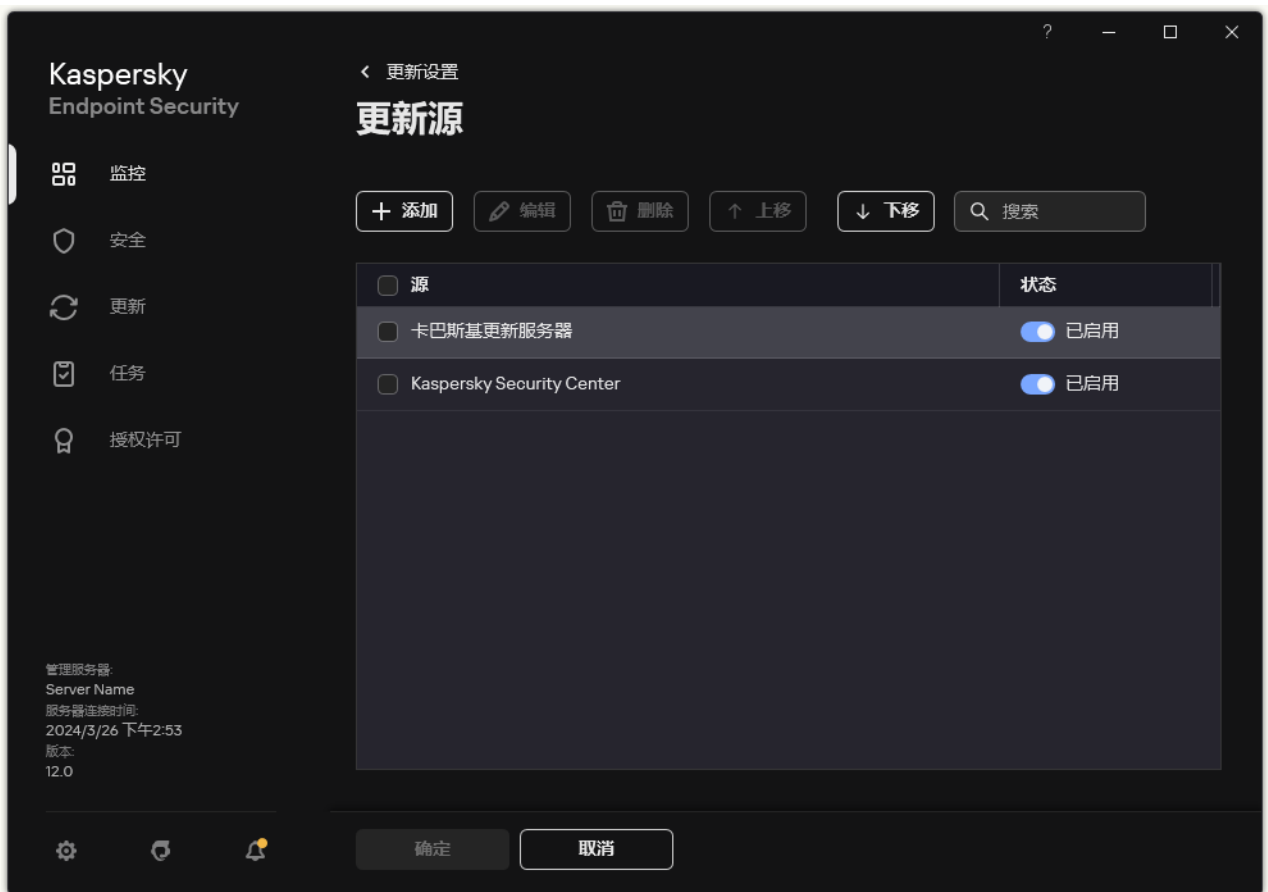 ?
Kaspersky
Endpoint Security
监控
安全
更新
任务
授权许可
管理服务器:
Server Name
服务器连接时间:
2024/3/26 下午2:53
版本:
12.0
更新设置
更新源
添加 编辑 删除 上移 下移 搜索
源 状态
卡巴斯基更新服务器 已启用
Kaspersky Security Center 已启用
确定 取消